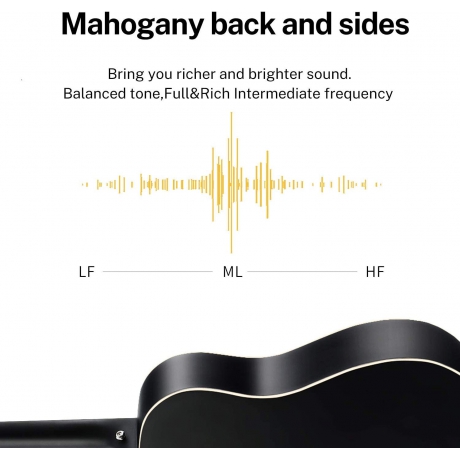 Mahogany back and sides
Bring you richer and brighter sound.
Balanced tone,Full&Rich Intermediate frequency
LF ML HF